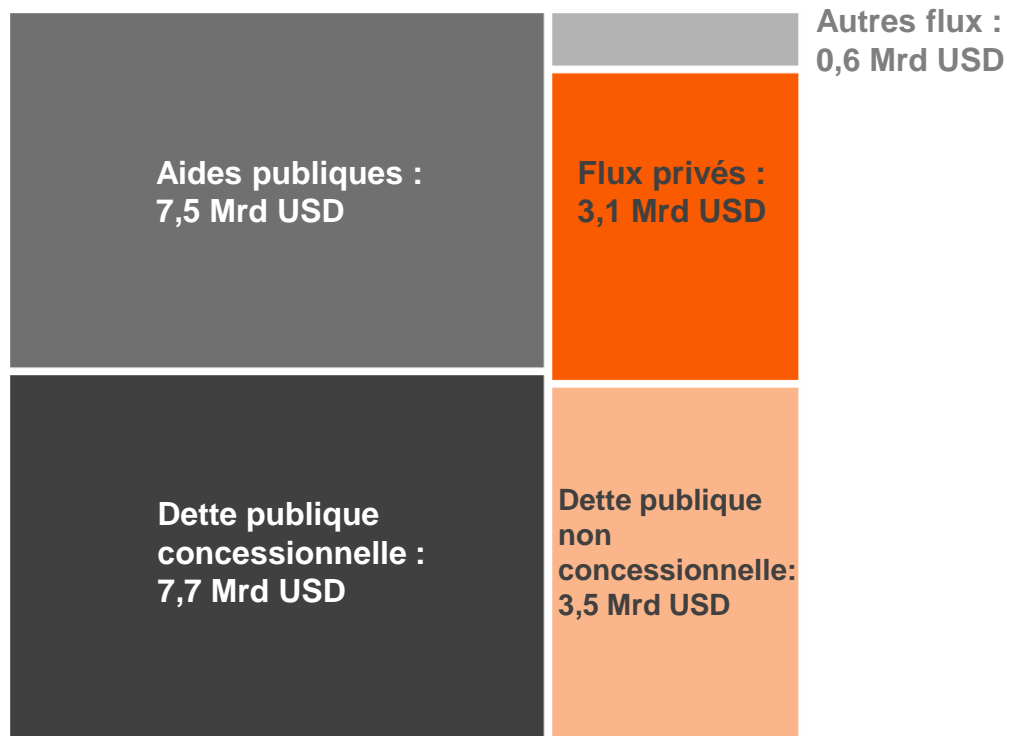 Autres flux :
0,6 Mrd USD
Aides publiques :
7,5 Mrd USD
Flux privés :
3,1 Mrd USD
Dette publique
concessionnelle :
7,7 Mrd USD
Dette publique
non
concessionnelle:
3,5 Mrd USD